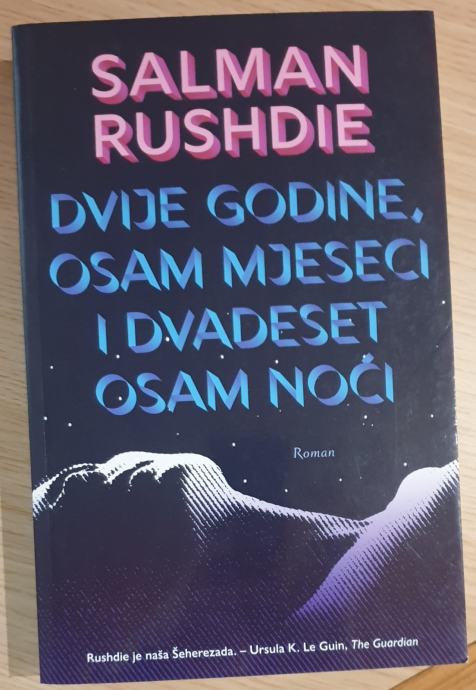 SALMAN
RUSHDIE
DVIJE GODINE,
OSAM MJESECI
I DVADESET
OSAM NOĆI
Roman
Rushdie je naša Šeherezada. – Ursula K. Le Guin, The Guardian